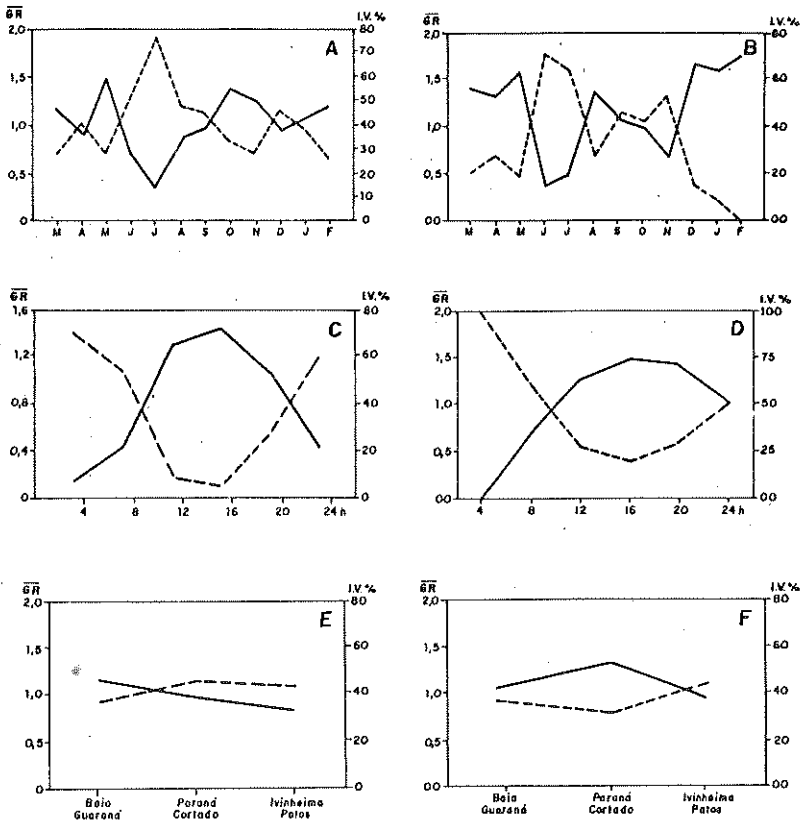 GR I.V.%
2,0 80
A
70
1,5 60
50
1,0 40
30
0,5 20
10
0 0
M A M J J A S O N D J F
GR I.V.%
2,0 80
B
1,5 60
1,0 40
0,5 20
0,0 00
M A M J J A S O N D J F
GR I.V.%
1,6 80
C
1,2 60
0,8 40
0,4 20
0 0
4 8 12 16 20 24 h
GR I.V.%
2,0 100
D
1,5 75
1,0 50
0,5 25
0,0 00
4 8 12 16 20 24 h
GR I.V.%
2,0 80
E
1,5 60
1,0 40
0,5 20
0 0
Baia Paraná Ivinheima
Guaraná Cortado Patos
GR I.V.%
2,0 80
F
1,5 60
1,0 40
0,5 20
0,0 00
Baia Paraná Ivinheima
Guaraná Cortado Patos